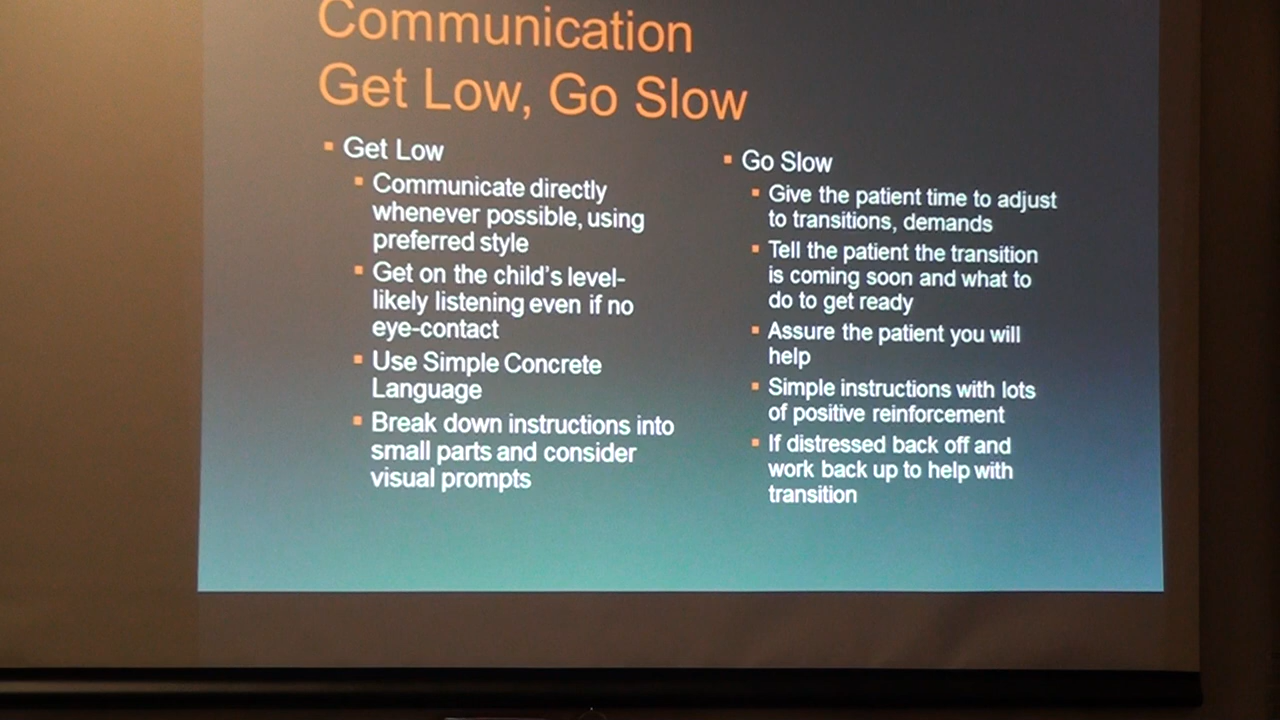 Communication
Get Low, Go Slow
▪ Get Low
▪ Communicate directly
whenever possible, using
preferred style
▪ Get on the child's level-
likely listening even if no
eye-contact
▪ Use Simple Concrete
Language
▪ Break down instructions into
small parts and consider
visual prompts
▪ Go Slow
▪ Give the patient time to adjust
to transitions, demands
▪ Tell the patient the transition
is coming soon and what to
do to get ready
▪ Assure the patient you will
help
▪ Simple instructions with lots
of positive reinforcement
▪ If distressed back off and
work back up to help with
transition